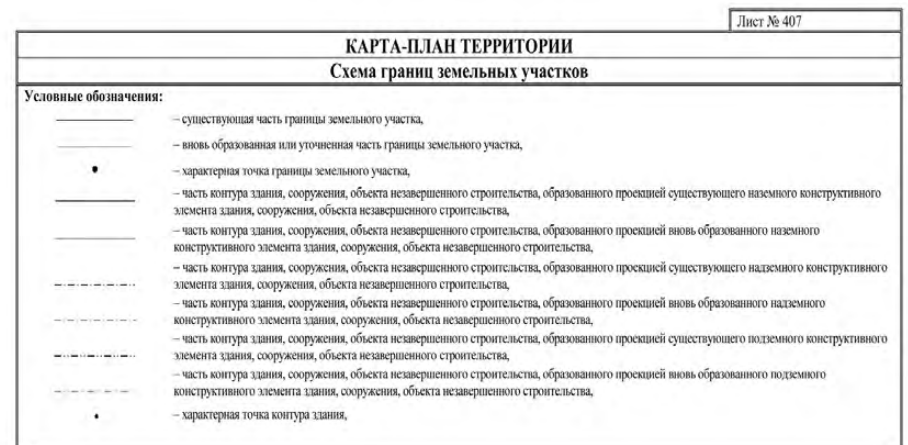 Лист № 407
КАРТА-ПЛАН ТЕРРИТОРИИ
Схема границ земельных участков
Условные обозначения:
– существующая часть границы земельного участка,
– вновь образованная или уточненная часть границы земельного участка,
– характерная точка границы земельного участка,
– часть контура здания, сооружения, объекта незавершенного строительства, образованного проекцией существующего наземного конструктивного
элемента здания, сооружения, объекта незавершенного строительства,
– часть контура здания, сооружения, объекта незавершенного строительства, образованного проекцией вновь образованного наземного
конструктивного элемента здания, сооружения, объекта незавершенного строительства,
– часть контура здания, сооружения, объекта незавершенного строительства, образованного проекцией существующего надземного конструктивного
элемента здания, сооружения, объекта незавершенного строительства,
– часть контура здания, сооружения, объекта незавершенного строительства, образованного проекцией вновь образованного надземного
конструктивного элемента здания, сооружения, объекта незавершенного строительства,
– часть контура здания, сооружения, объекта незавершенного строительства, образованного проекцией существующего подземного конструктивного
элемента здания, сооружения, объекта незавершенного строительства,
– часть контура здания, сооружения, объекта незавершенного строительства, образованного проекцией вновь образованного подземного
конструктивного элемента здания, сооружения, объекта незавершенного строительства,
– характерная точка контура здания,